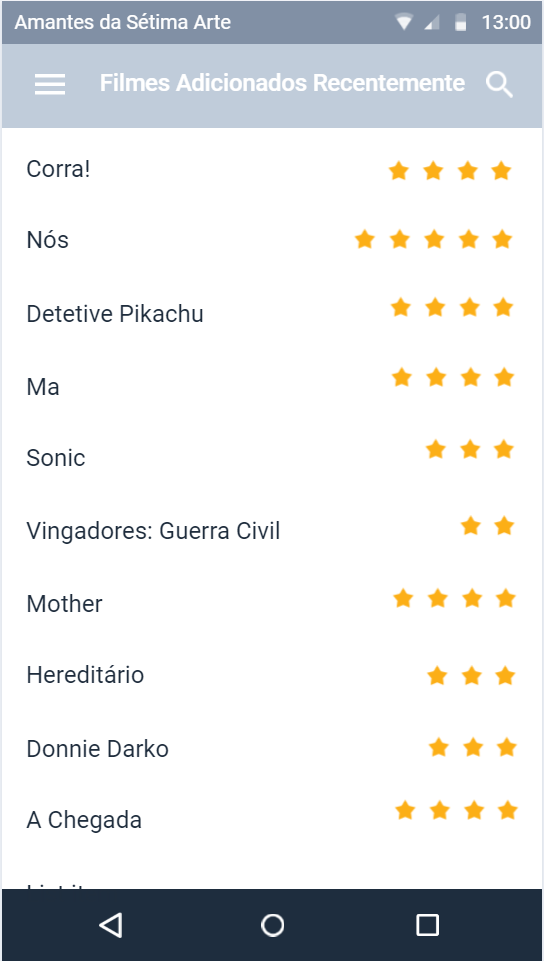 Amantes da Sétima Arte 13:00
Filmes Adicionados Recentemente
Corra!
Nós
Detetive Pikachu
Ma
Sonic
Vingadores: Guerra Civil
Mother
Hereditário
Donnie Darko
A Chegada